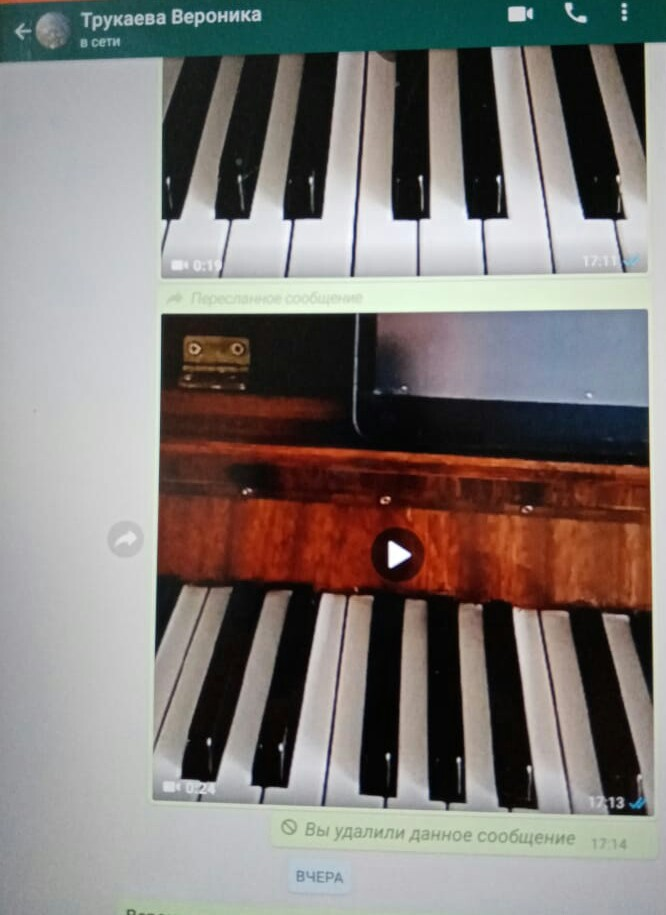 Трукаева Вероника
в сети
0:19
17:11
Пересланное сообщение
0:24
17:13
Вы удалили данное сообщение 17:14
ВЧЕРА